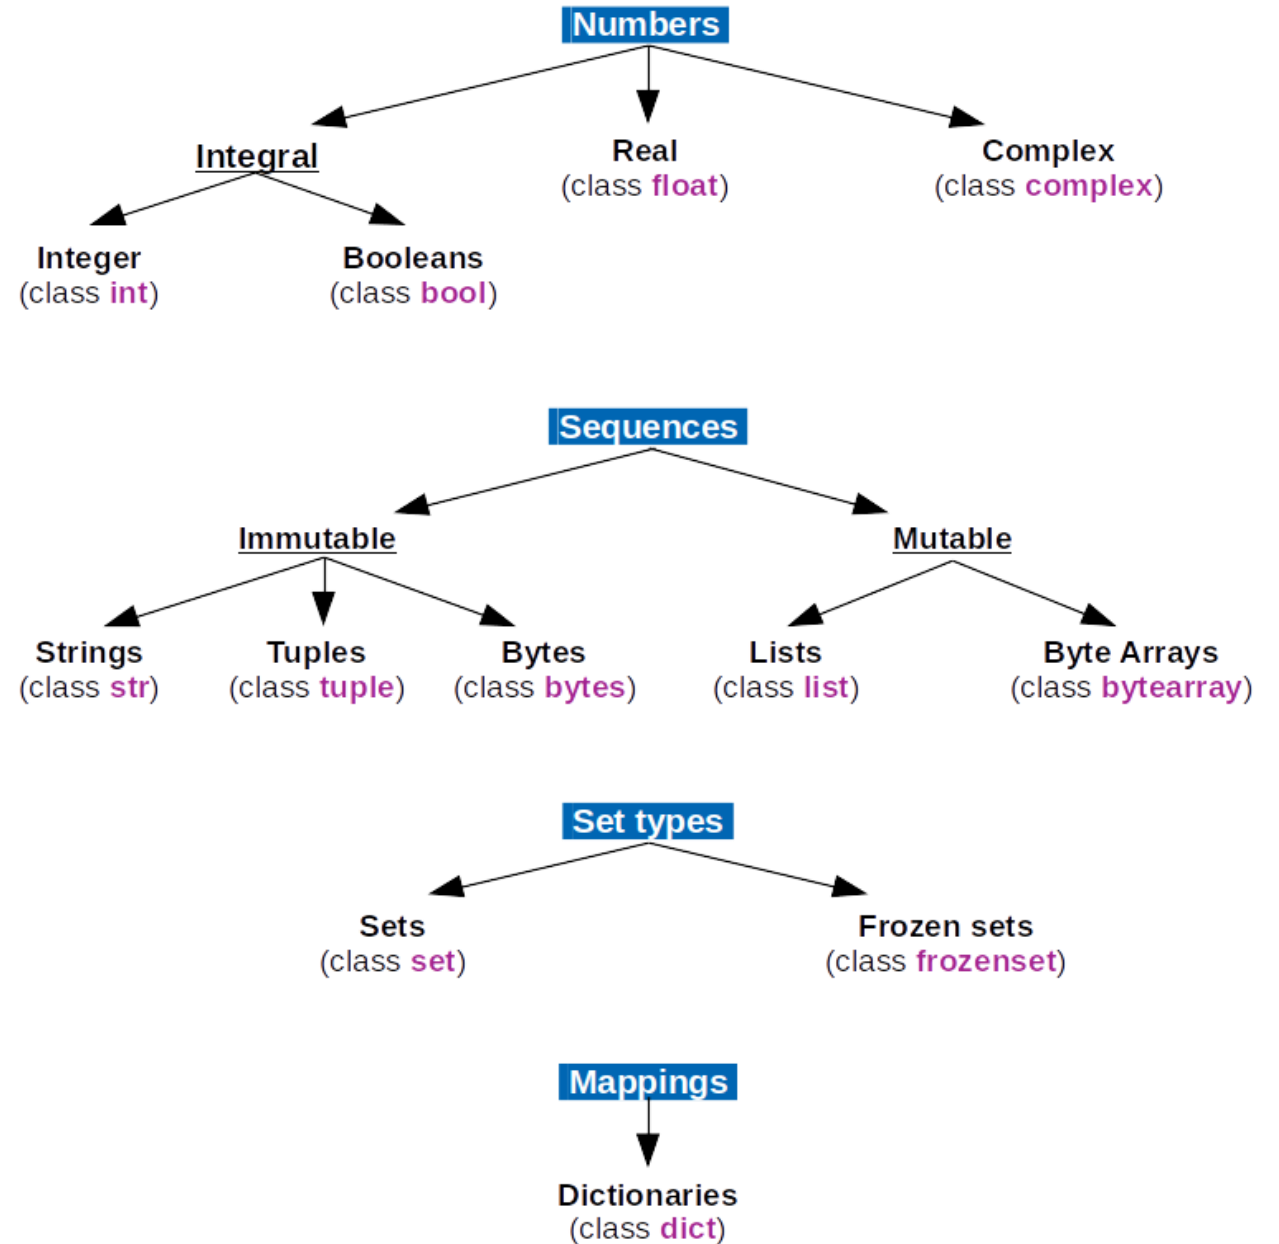 Numbers
Integral
Real
(class float)
Complex
(class complex)
Integer
(class int)
Booleans
(class bool)
Sequences
Immutable
Mutable
Strings
(class str)
Tuples
(class tuple)
Bytes
(class bytes)
Lists
(class list)
Byte Arrays
(class bytearray)
Set types
Sets
(class set)
Frozen sets
(class frozenset)
Mappings
Dictionaries
(class dict)